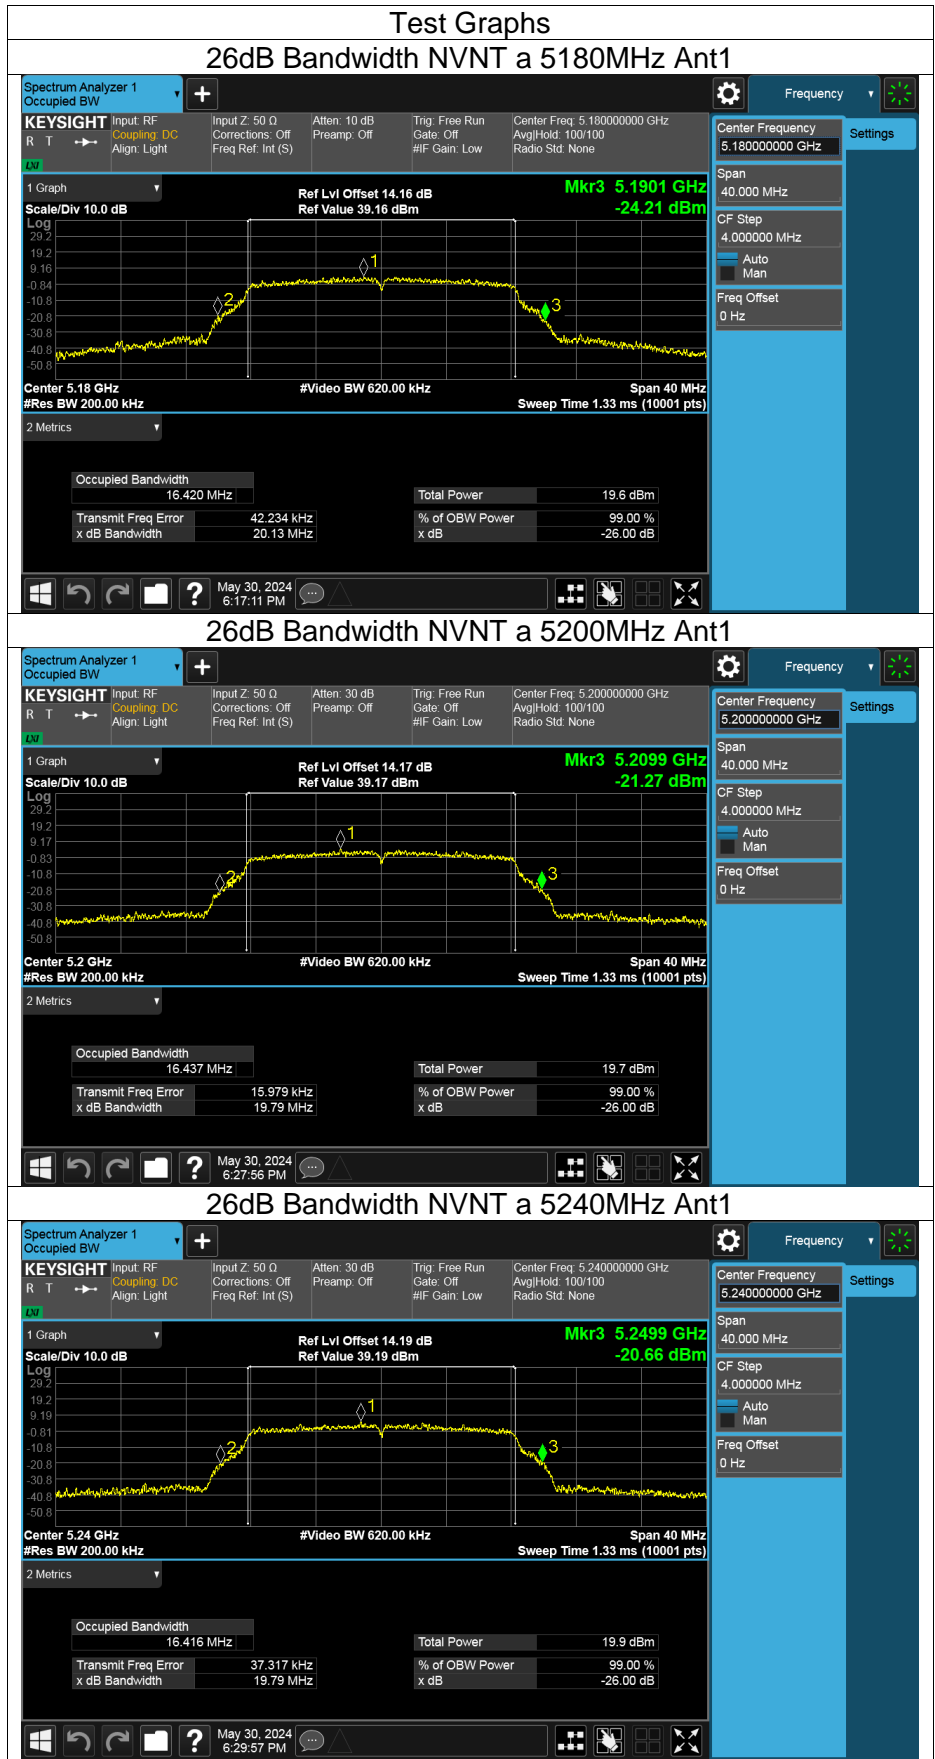 Test Graphs
26dB Bandwidth NVNT a 5180MHz Ant1
Spectrum Analyzer 1
Occupied BW
Frequency
KEYSIGHT
R T
LXI
Input: RF
Coupling: DC
Align: Light
Input Z: 50 Ω
Corrections: Off
Freq Ref: Int (S)
Atten: 10 dB
Preamp: Off
Trig: Free Run
Gate: Off
#IF Gain: Low
Center Freq: 5.180000000 GHz
Avg|Hold: 100/100
Radio Std: None
Center Frequency
5.180000000 GHz
Settings
Span
40.000 MHz
CF Step
4.000000 MHz
Auto
Man
Freq Offset
0 Hz
1 Graph
Scale/Div 10.0 dB
Ref Lvl Offset 14.16 dB
Ref Value 39.16 dBm
Mkr3 5.1901 GHz
-24.21 dBm
Log
29.2
19.2
9.16
-0.84
-10.8
-20.8
-30.8
-40.8
-50.8
1
2
3
Center 5.18 GHz
#Res BW 200.00 kHz
#Video BW 620.00 kHz
Span 40 MHz
Sweep Time 1.33 ms (10001 pts)
2 Metrics
Occupied Bandwidth
16.420 MHz
Total Power 19.6 dBm
Transmit Freq Error 42.234 kHz
% of OBW Power 99.00 %
x dB Bandwidth 20.13 MHz
x dB -26.00 dB
May 30, 2024
6:17:11 PM
26dB Bandwidth NVNT a 5200MHz Ant1
Spectrum Analyzer 1
Occupied BW
Frequency
KEYSIGHT
R T
LXI
Input: RF
Coupling: DC
Align: Light
Input Z: 50 Ω
Corrections: Off
Freq Ref: Int (S)
Atten: 30 dB
Preamp: Off
Trig: Free Run
Gate: Off
#IF Gain: Low
Center Freq: 5.200000000 GHz
Avg|Hold: 100/100
Radio Std: None
Center Frequency
5.200000000 GHz
Settings
Span
40.000 MHz
CF Step
4.000000 MHz
Auto
Man
Freq Offset
0 Hz
1 Graph
Scale/Div 10.0 dB
Ref Lvl Offset 14.17 dB
Ref Value 39.17 dBm
Mkr3 5.2099 GHz
-21.27 dBm
Log
29.2
19.2
9.17
-0.83
-10.8
-20.8
-30.8
-40.8
-50.8
1
2
3
Center 5.2 GHz
#Res BW 200.00 kHz
#Video BW 620.00 kHz
Span 40 MHz
Sweep Time 1.33 ms (10001 pts)
2 Metrics
Occupied Bandwidth
16.437 MHz
Total Power 19.7 dBm
Transmit Freq Error 15.979 kHz
% of OBW Power 99.00 %
x dB Bandwidth 19.79 MHz
x dB -26.00 dB
May 30, 2024
6:27:56 PM
26dB Bandwidth NVNT a 5240MHz Ant1
Spectrum Analyzer 1
Occupied BW
Frequency
KEYSIGHT
R T
LXI
Input: RF
Coupling: DC
Align: Light
Input Z: 50 Ω
Corrections: Off
Freq Ref: Int (S)
Atten: 30 dB
Preamp: Off
Trig: Free Run
Gate: Off
#IF Gain: Low
Center Freq: 5.240000000 GHz
Avg|Hold: 100/100
Radio Std: None
Center Frequency
5.240000000 GHz
Settings
Span
40.000 MHz
CF Step
4.000000 MHz
Auto
Man
Freq Offset
0 Hz
1 Graph
Scale/Div 10.0 dB
Ref Lvl Offset 14.19 dB
Ref Value 39.19 dBm
Mkr3 5.2499 GHz
-20.66 dBm
Log
29.2
19.2
9.19
-0.81
-10.8
-20.8
-30.8
-40.8
-50.8
1
2
3
Center 5.24 GHz
#Res BW 200.00 kHz
#Video BW 620.00 kHz
Span 40 MHz
Sweep Time 1.33 ms (10001 pts)
2 Metrics
Occupied Bandwidth
16.416 MHz
Total Power 19.9 dBm
Transmit Freq Error 37.317 kHz
% of OBW Power 99.00 %
x dB Bandwidth 19.79 MHz
x dB -26.00 dB
May 30, 2024
6:29:57 PM